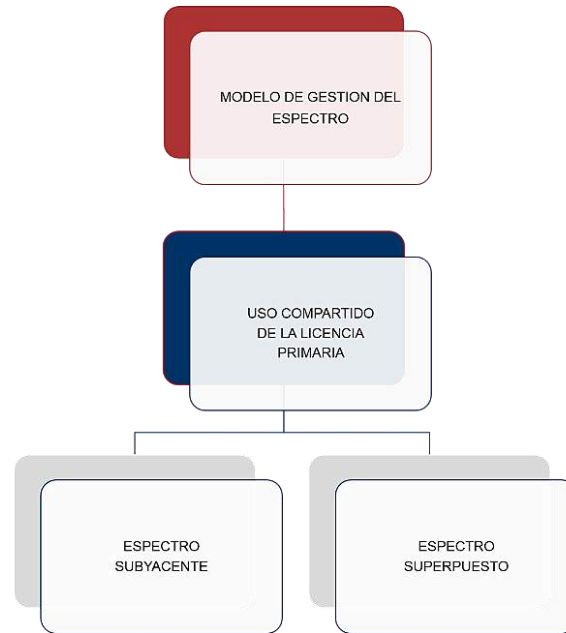 MODELO DE GESTION DEL
ESPECTRO
USO COMPARTIDO
DE LA LICENCIA
PRIMARIA
ESPECTRO
SUBYACENTE
ESPECTRO
SUPERPUESTO